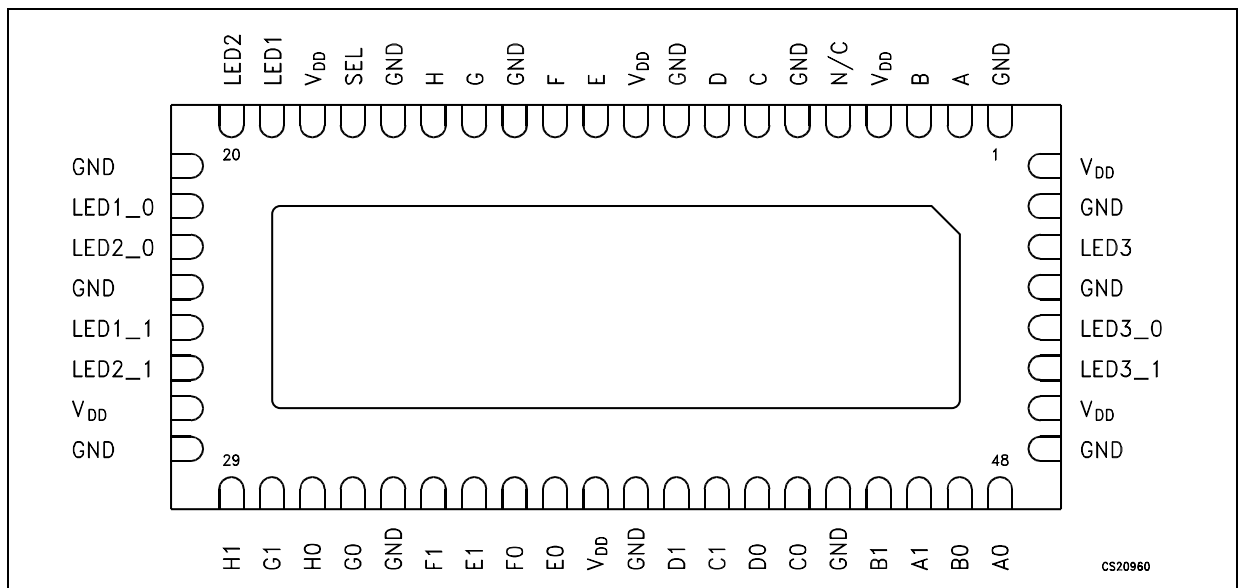 LED2 LED1 VDD SEL GND H G GND F E VDD GND D C GND N/C VDD B A GND
20 1
GND VDD
LED1_0 GND
LED2_0 LED3
GND GND
LED1_1 LED3_0
LED2_1 LED3_1
VDD VDD
GND GND
29 48
H1 G1 H0 G0 GND F1 E1 F0 E0 VDD GND D1 C1 D0 C0 GND B1 A1 B0 A0
CS20960